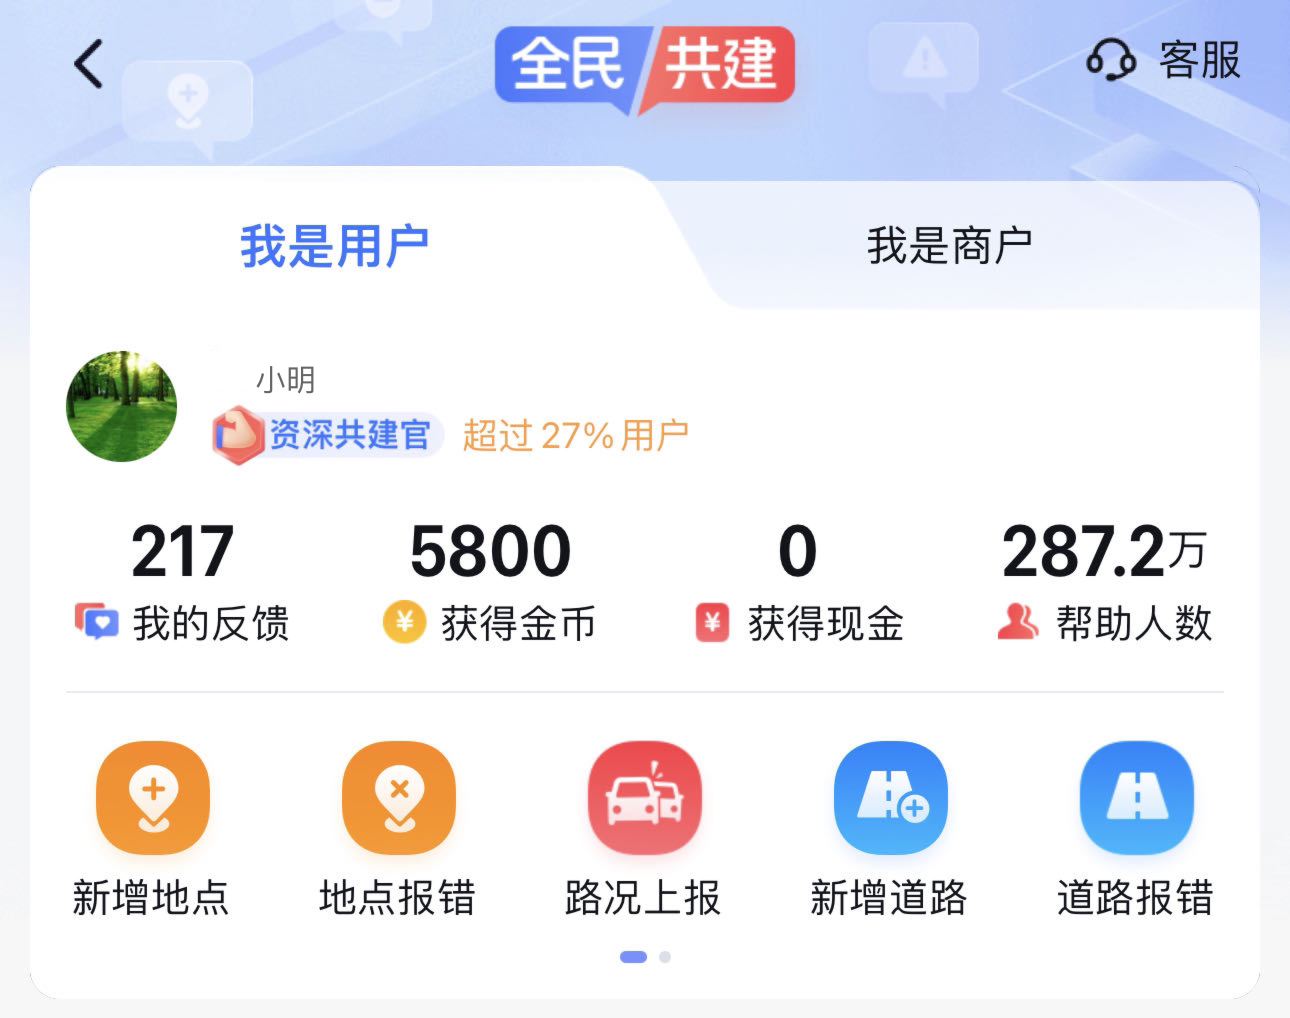 全民共建
客服
我是用户
我是商户
小明
资深共建官 超过27%用户
217
5800
0
287.2万
我的反馈
获得金币
获得现金
帮助人数
新增地点
地点报错
路况上报
新增道路
道路报错